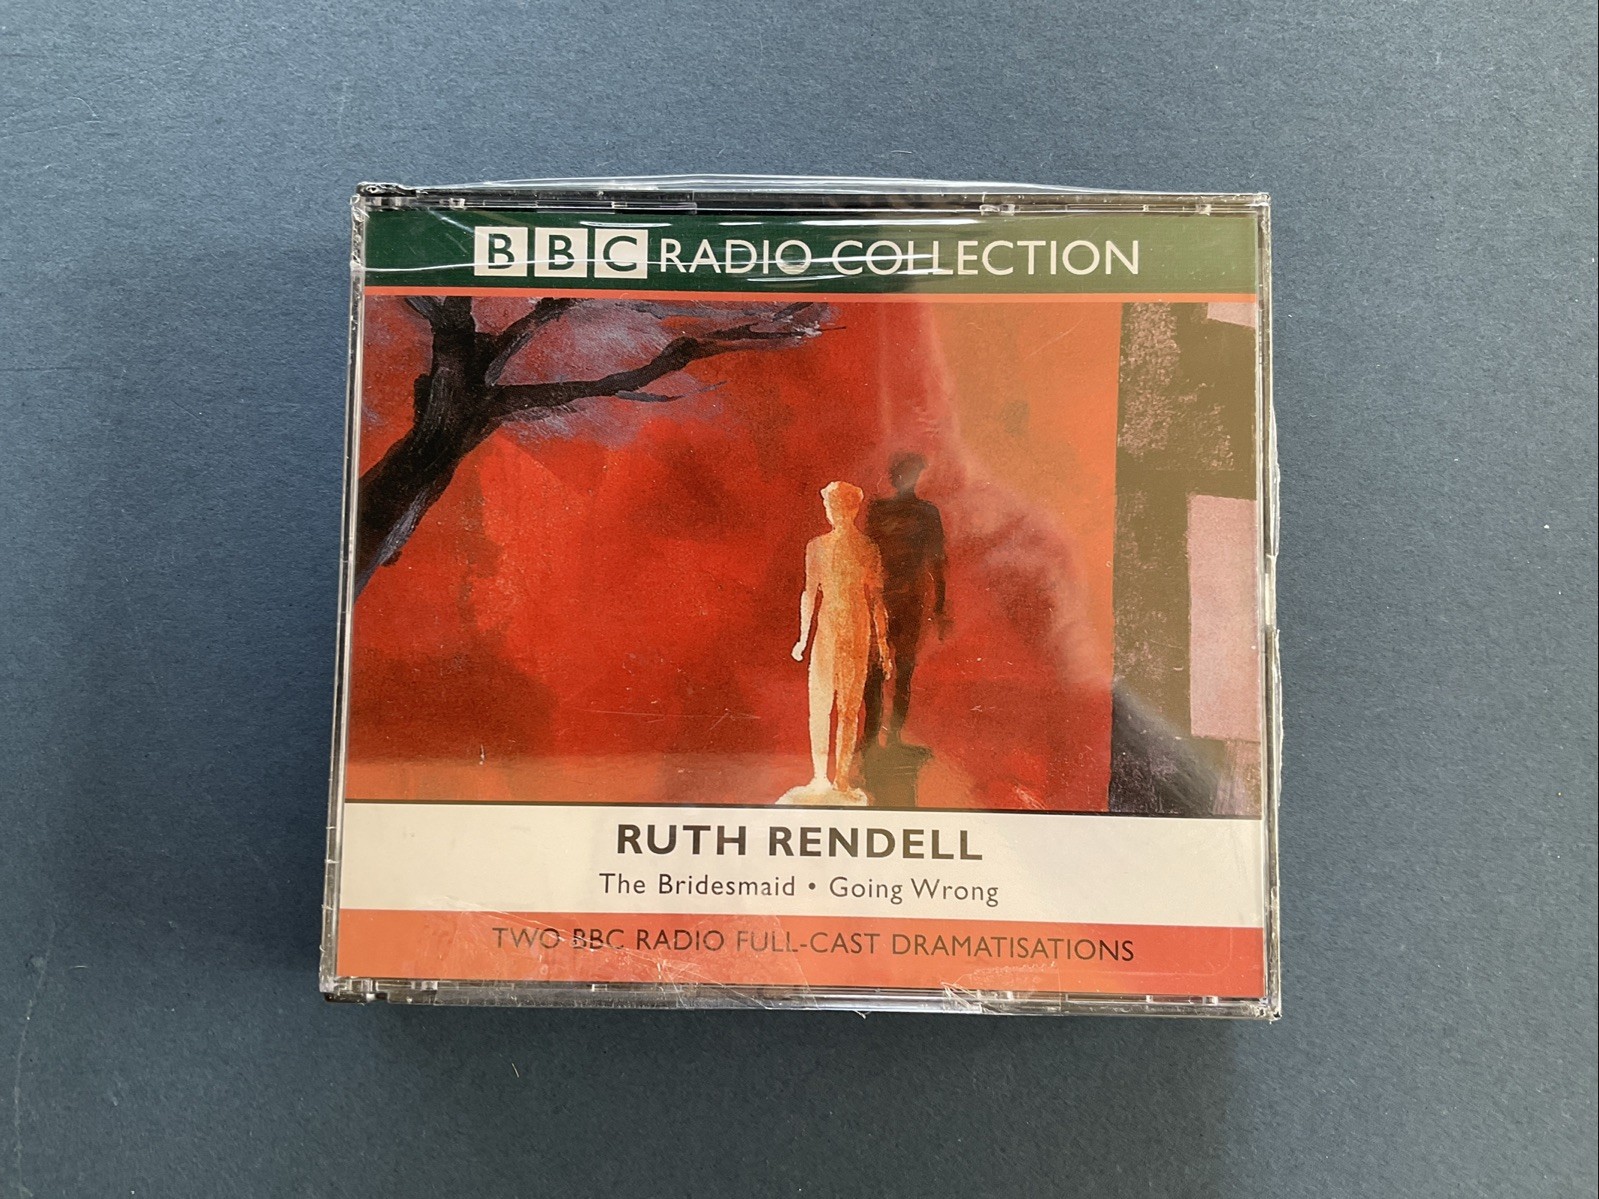 BBC RADIO COLLECTION
RUTH RENDELL
The Bridesmaid • Going Wrong
TWO BBC RADIO FULL-CAST DRAMATISATIONS